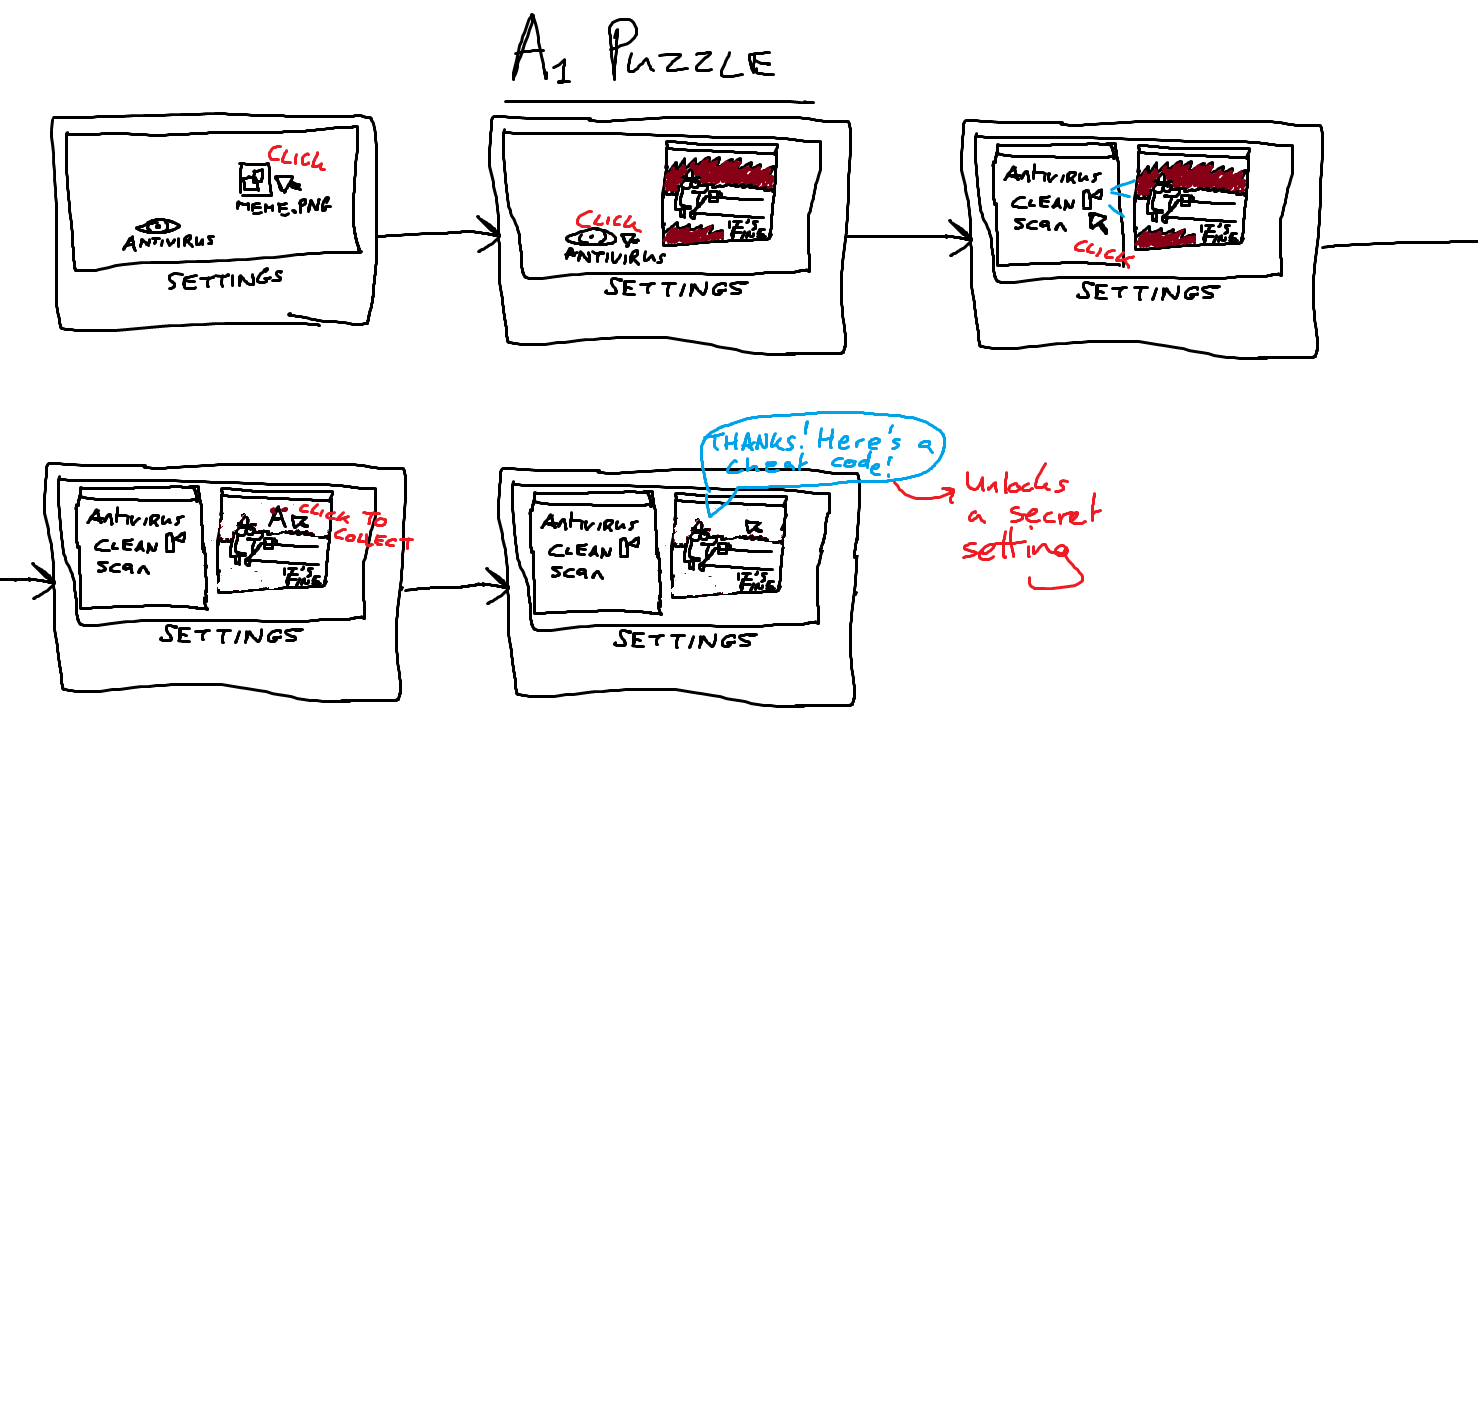 A1 PUZZLE
CLICK
MEME.PNG
ANTIVIRUS
SETTINGS
CLICK
ANTIVIRUS
IZ'S
FINE
SETTINGS
ANTIVIRUS
CLEAN
SCAN
CLICK
IZ'S
FINE
SETTINGS
ANTIVIRUS
CLEAN
SCAN
A
CLICK TO
COLLECT
IZ'S
FINE
SETTINGS
THANKS! Here's a
cheat code!
ANTIVIRUS
CLEAN
SCAN
IZ'S
FINE
SETTINGS
Unlocks
a secret
setting